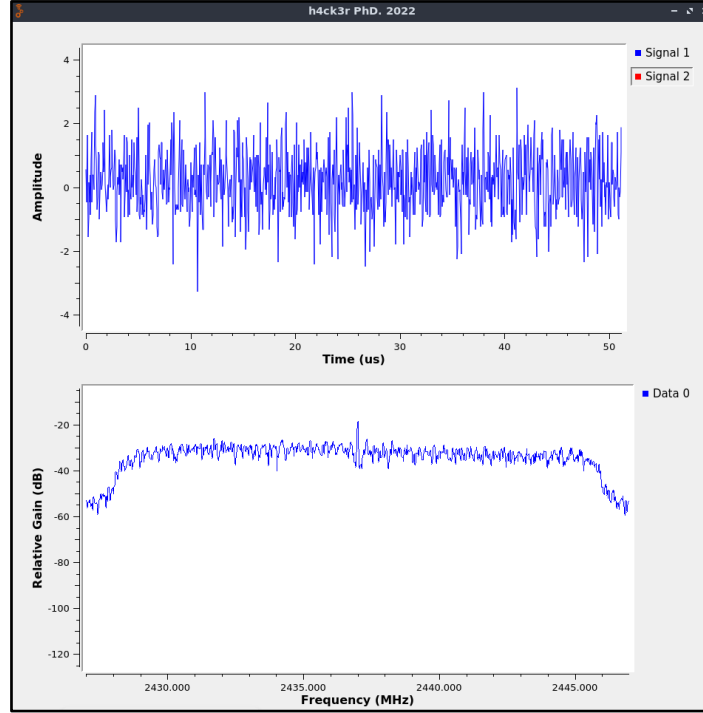 h4ck3r PhD. 2022
4
2
0
-2
-4
Amplitude
0 10 20 30 40 50
Time (us)
Signal 1
Signal 2
-20
-40
-60
-80
-100
-120
Relative Gain (dB)
2430.000 2435.000 2440.000 2445.000
Frequency (MHz)
Data 0